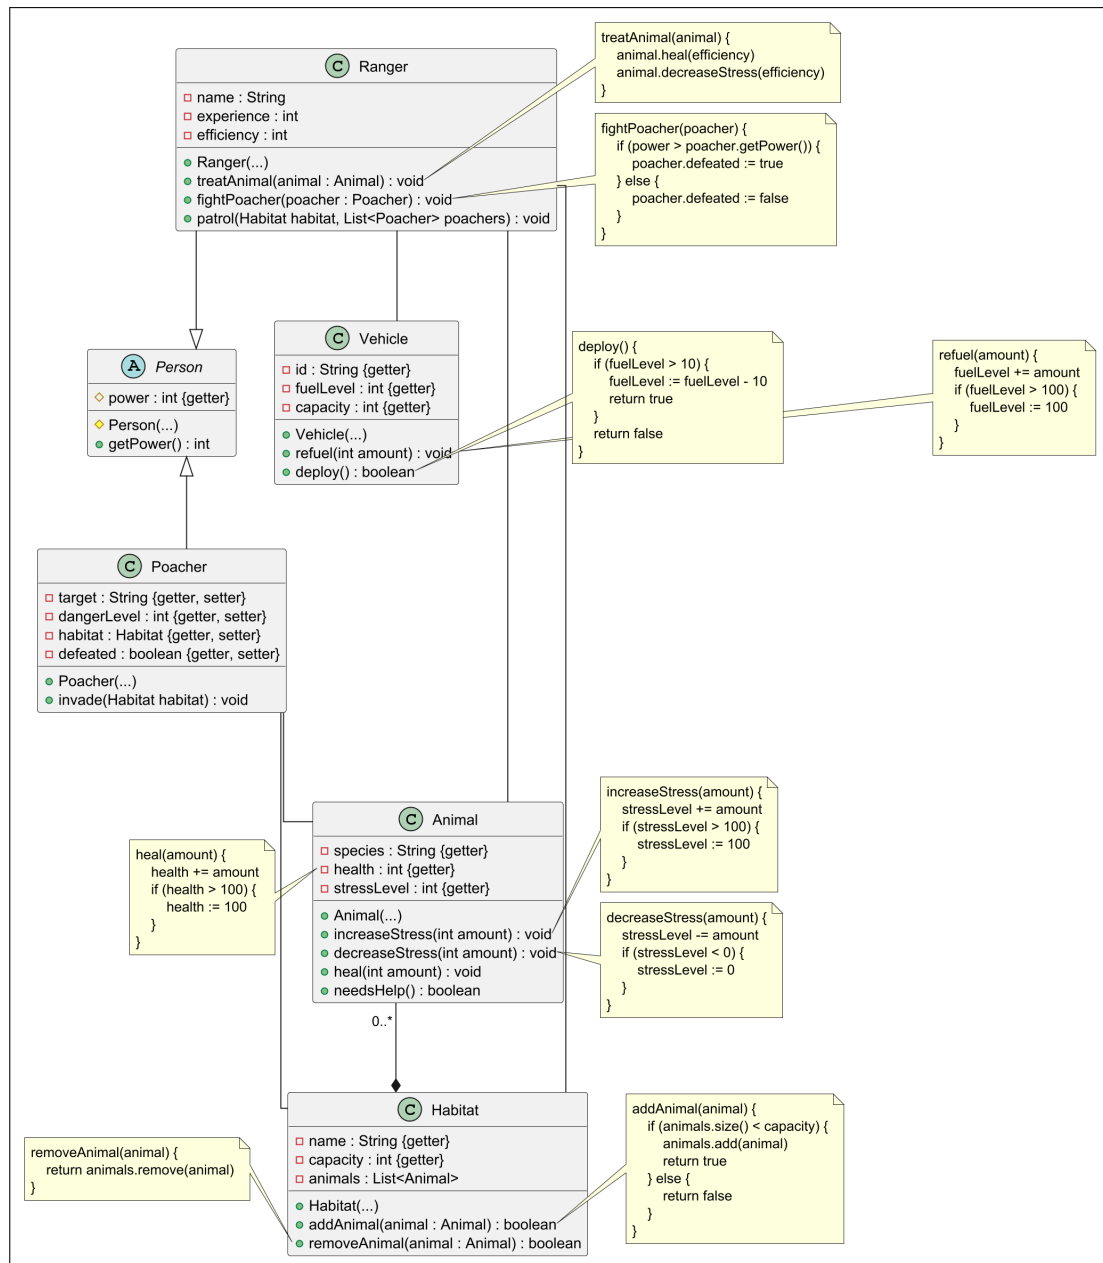 C Ranger
name : String
experience : int
efficiency : int
Ranger(...)
treatAnimal(animal : Animal) : void
fightPoacher(poacher : Poacher) : void
patrol(Habitat habitat, List<Poacher> poachers) : void
treatAnimal(animal) {
animal.heal(efficiency)
animal.decreaseStress(efficiency)
}
fightPoacher(poacher) {
if (power > poacher.getPower()) {
poacher.defeated := true
} else {
poacher.defeated := false
}
}
A Person
power : int {getter}
Person(...)
getPower() : int
C Vehicle
id : String {getter}
fuelLevel : int {getter}
capacity : int {getter}
Vehicle(...)
refuel(int amount) : void
deploy() : boolean
deploy() {
if (fuelLevel > 10) {
fuelLevel := fuelLevel - 10
return true
}
return false
}
refuel(amount) {
fuelLevel += amount
if (fuelLevel > 100) {
fuelLevel := 100
}
}
C Poacher
target : String {getter, setter}
dangerLevel : int {getter, setter}
habitat : Habitat {getter, setter}
defeated : boolean {getter, setter}
Poacher(...)
invade(Habitat habitat) : void
heal(amount) {
health += amount
if (health > 100) {
health := 100
}
}
C Animal
species : String {getter}
health : int {getter}
stressLevel : int {getter}
Animal(...)
increaseStress(int amount) : void
decreaseStress(int amount) : void
heal(int amount) : void
needsHelp() : boolean
increaseStress(amount) {
stressLevel += amount
if (stressLevel > 100) {
stressLevel := 100
}
}
decreaseStress(amount) {
stressLevel -= amount
if (stressLevel < 0) {
stressLevel := 0
}
}
0..*
removeAnimal(animal) {
return animals.remove(animal)
}
C Habitat
name : String {getter}
capacity : int {getter}
animals : List<Animal>
Habitat(...)
addAnimal(animal : Animal) : boolean
removeAnimal(animal : Animal) : boolean
addAnimal(animal) {
if (animals.size() < capacity) {
animals.add(animal)
return true
} else {
return false
}
}